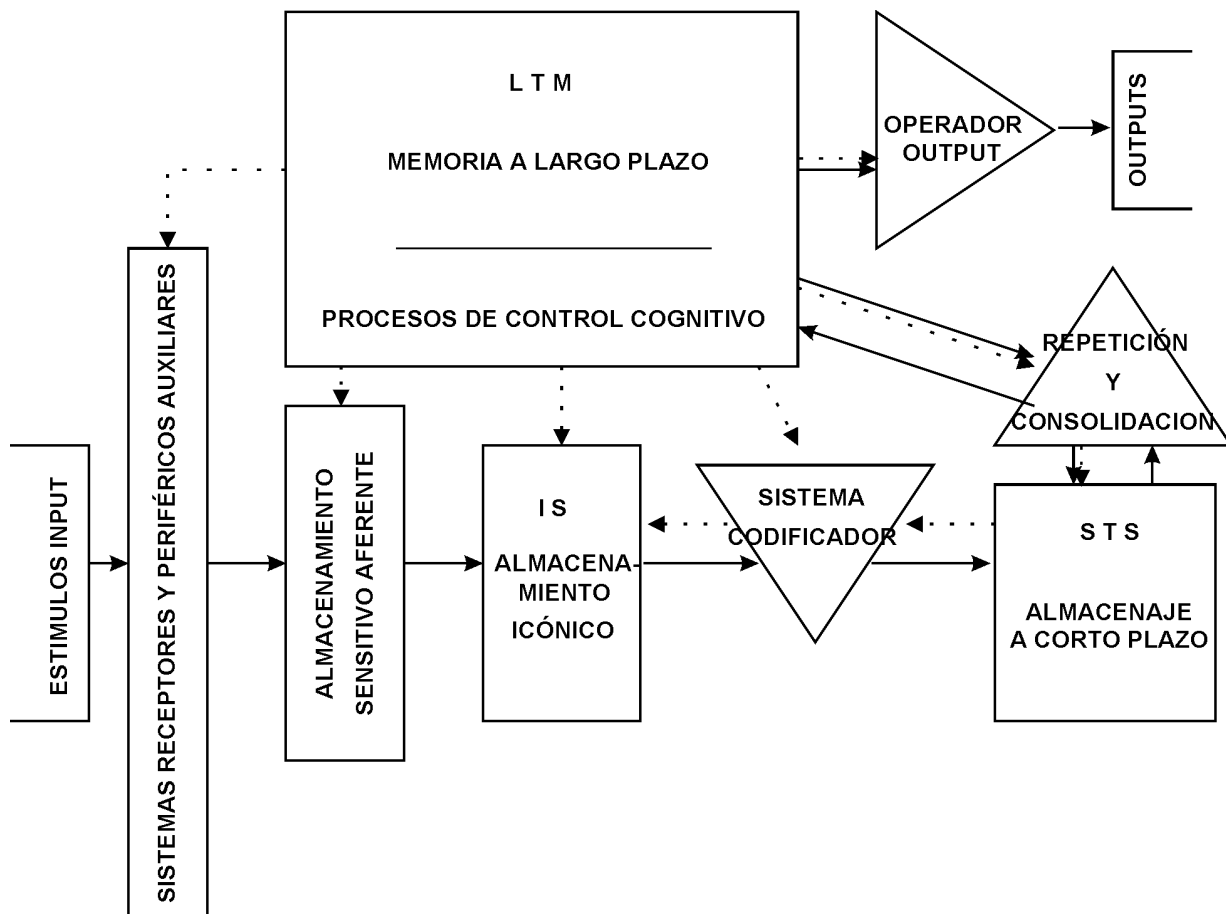 L T M
MEMORIA A LARGO PLAZO
PROCESOS DE CONTROL COGNITIVO
OPERADOR
OUTPUT
OUTPUTS
ESTIMULOS INPUT
SISTEMAS RECEPTORES Y PERIFÉRICOS AUXILIARES
ALMACENAMIENTO
SENSITIVO AFERENTE
I S
ALMACENA-
MIENTO
ICÓNICO
SISTEMA
CODIFICADOR
REPETICIÓN
Y
CONSOLIDACION
S T S
ALMACENAJE
A CORTO PLAZO